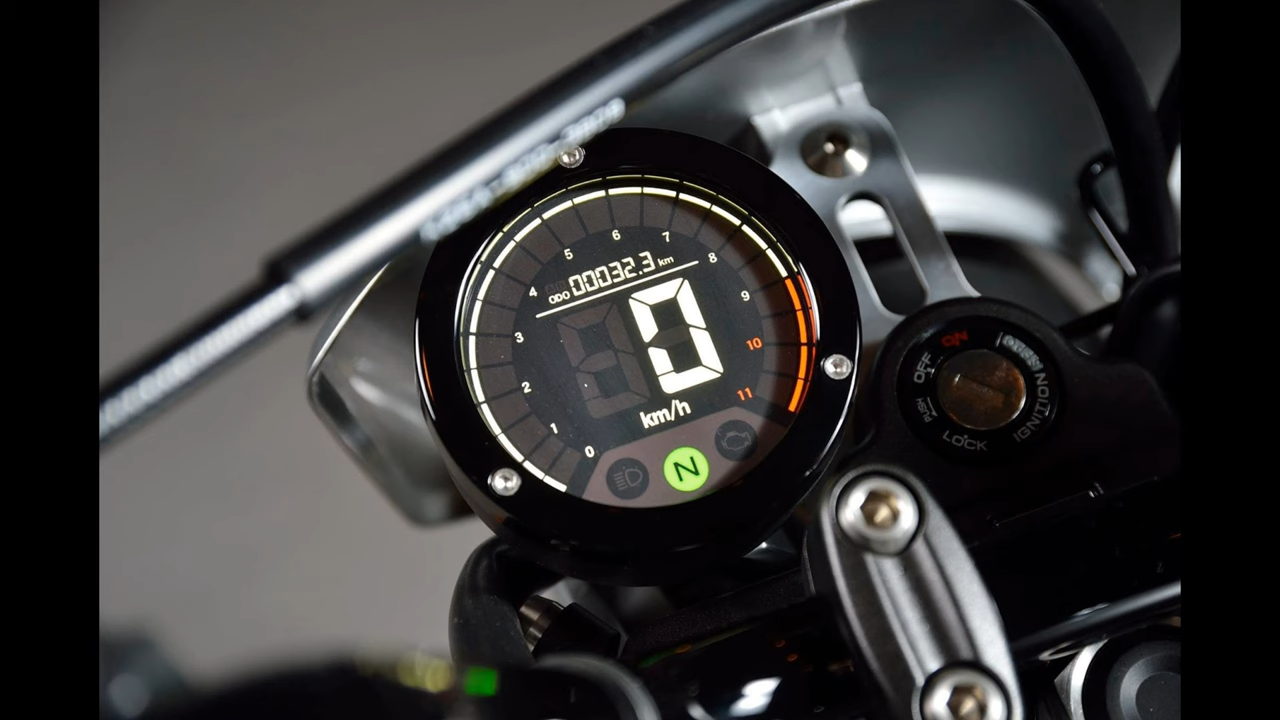 5 6 7
4 8
ODO 00032.3 km
3 9
0
2 10
1 11
km/h
0
N
ON
OFF
PUSH
LOCK
IGNITION